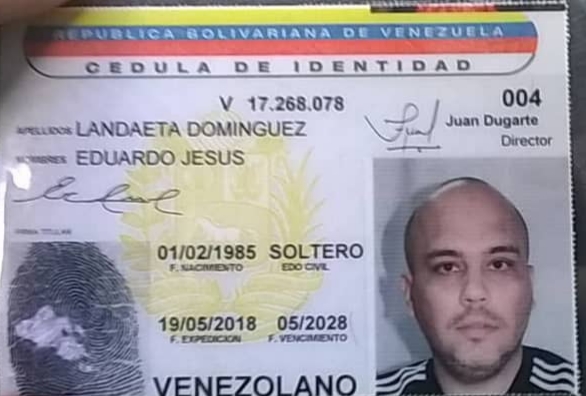 REPUBLICA BOLIVARIANA DE VENEZUELA
CEDULA DE IDENTIDAD
V 17.268.078
004
APELLIDOS LANDAETA DOMINGUEZ
Juan Dugarte
Director
NOMBRES EDUARDO JESUS
FIRMA TITULAR
01/02/1985 SOLTERO
F. NACIMIENTO EDO CIVIL
19/05/2018 05/2028
F. EXPEDICION F. VENCIMIENTO
VENEZOLANO